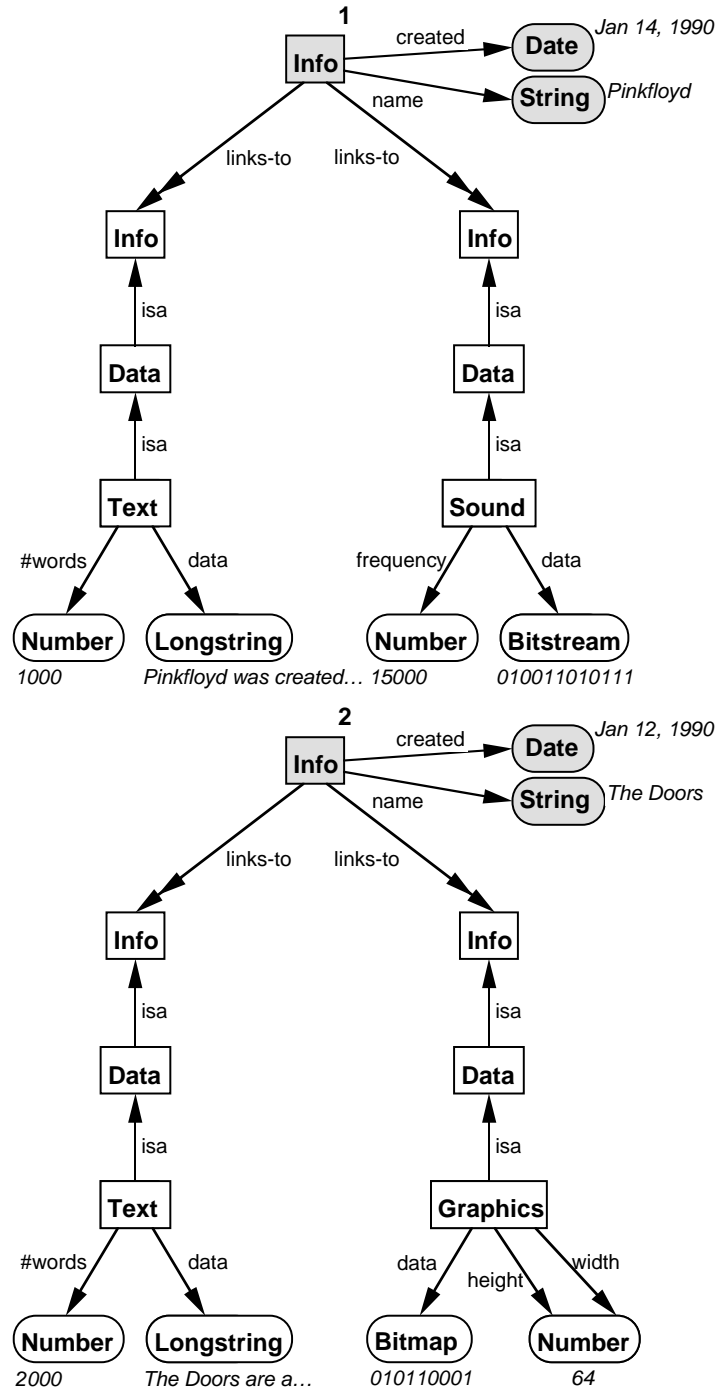 1
created Date Jan 14, 1990
Info
name String Pinkfloyd
links-to links-to
Info Info
isa isa
Data Data
isa isa
Text Sound
#words data frequency data
Number Longstring Number Bitstream
1000 Pinkfloyd was created… 15000 010011010111
2
created Date Jan 12, 1990
Info
name String The Doors
links-to links-to
Info Info
isa isa
Data Data
isa isa
Text Graphics
#words data data height width
Number Longstring Bitmap Number
2000 The Doors are a… 010110001 64